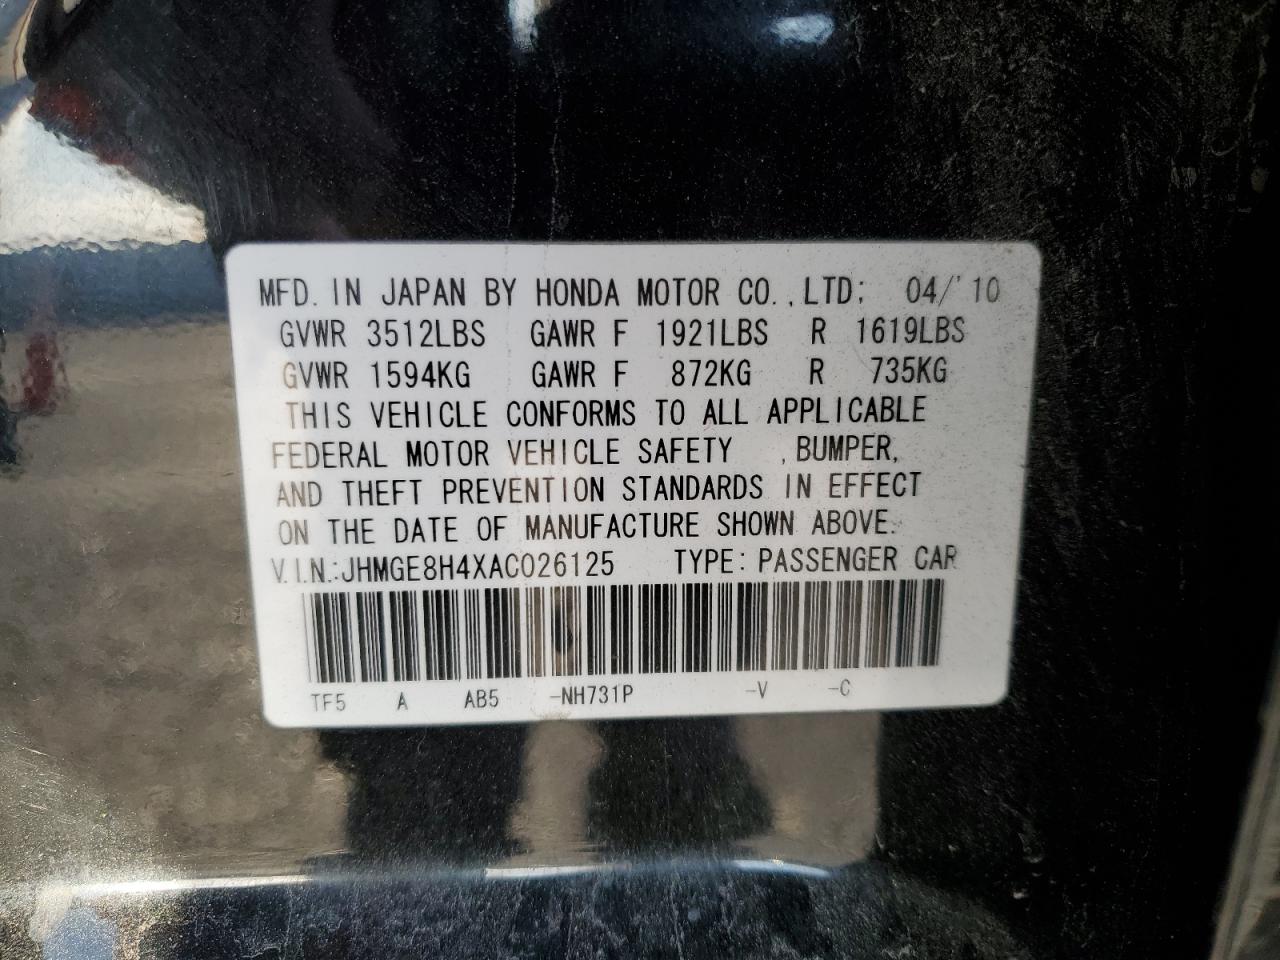 MFD. IN JAPAN BY HONDA MOTOR CO.,LTD; 04/'10
GVWR 3512LBS GAWR F 1921LBS R 1619LBS
GVWR 1594KG GAWR F 872KG R 735KG
THIS VEHICLE CONFORMS TO ALL APPLICABLE
FEDERAL MOTOR VEHICLE SAFETY ,BUMPER,
AND THEFT PREVENTION STANDARDS IN EFFECT
ON THE DATE OF MANUFACTURE SHOWN ABOVE.
V.I.N.:JHMGE8H4XAC026125 TYPE: PASSENGER CAR
TF5 A AB5 -NH731P -V -C